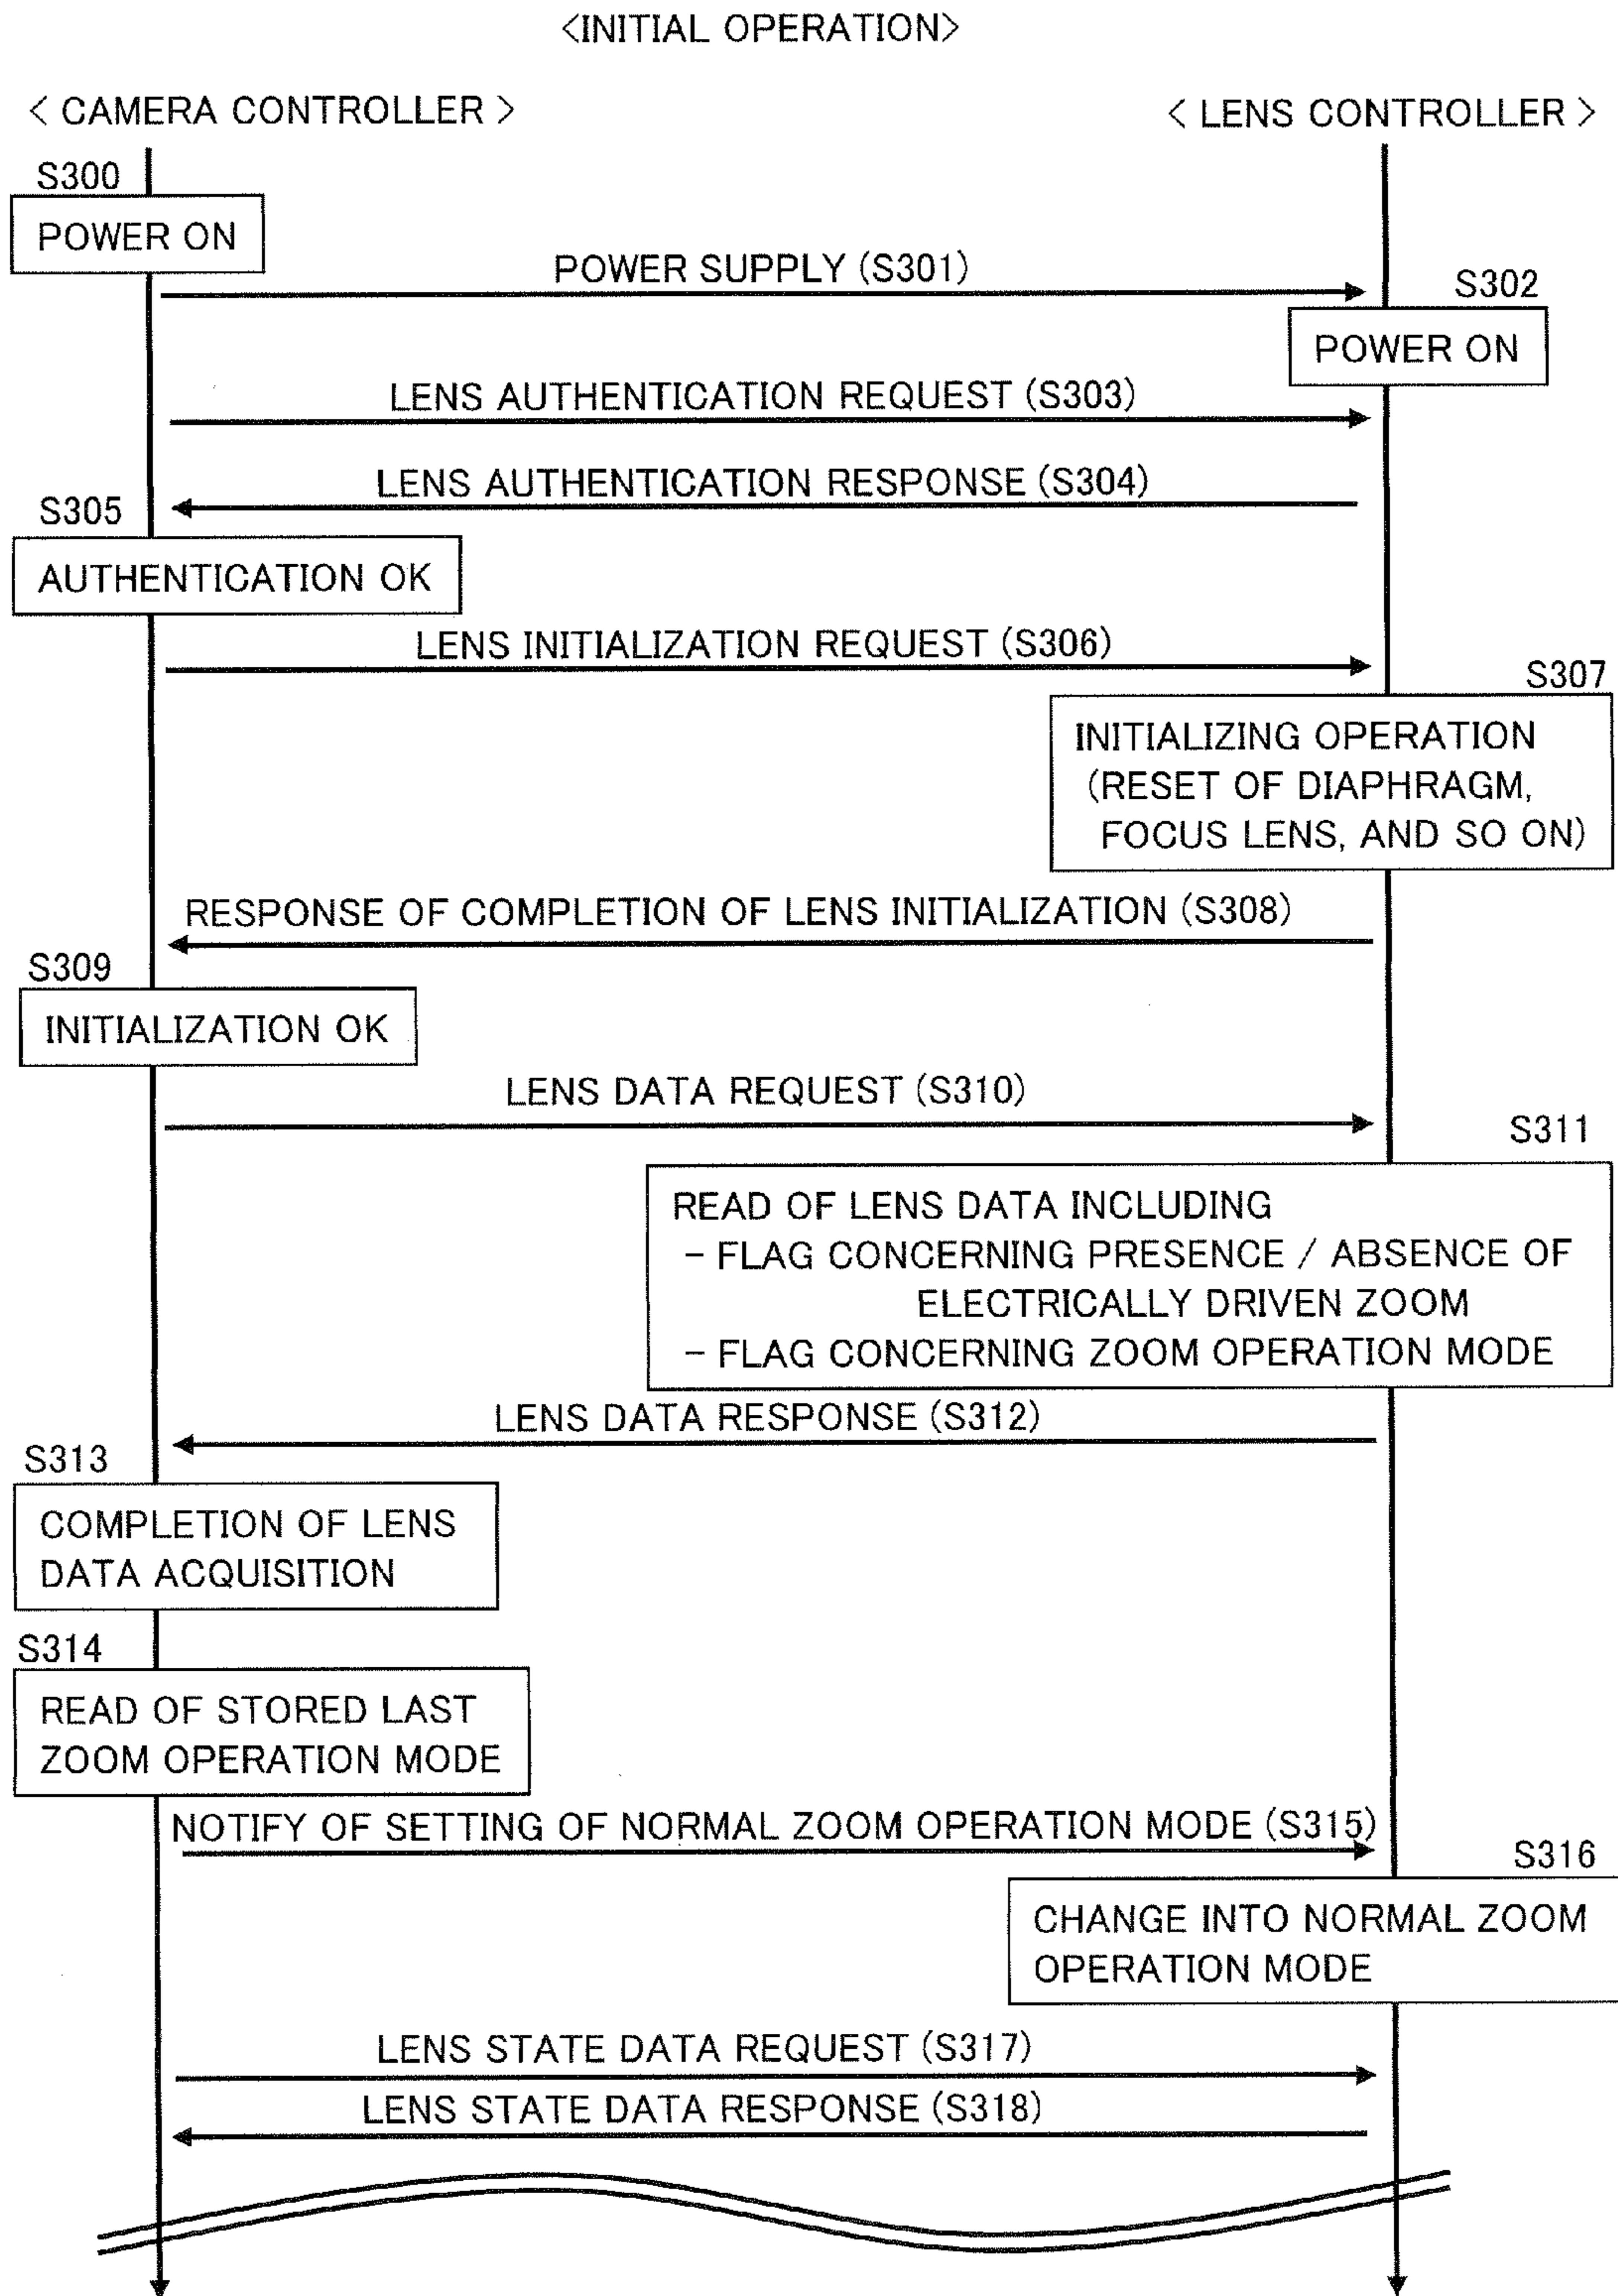 <INITIAL OPERATION>
< CAMERA CONTROLLER >
< LENS CONTROLLER >
S300
POWER ON
POWER SUPPLY (S301)
S302
POWER ON
LENS AUTHENTICATION REQUEST (S303)
LENS AUTHENTICATION RESPONSE (S304)
S305
AUTHENTICATION OK
LENS INITIALIZATION REQUEST (S306)
S307
INITIALIZING OPERATION
(RESET OF DIAPHRAGM,
FOCUS LENS, AND SO ON)
RESPONSE OF COMPLETION OF LENS INITIALIZATION (S308)
S309
INITIALIZATION OK
LENS DATA REQUEST (S310)
S311
READ OF LENS DATA INCLUDING
- FLAG CONCERNING PRESENCE / ABSENCE OF
ELECTRICALLY DRIVEN ZOOM
- FLAG CONCERNING ZOOM OPERATION MODE
LENS DATA RESPONSE (S312)
S313
COMPLETION OF LENS
DATA ACQUISITION
S314
READ OF STORED LAST
ZOOM OPERATION MODE
NOTIFY OF SETTING OF NORMAL ZOOM OPERATION MODE (S315)
S316
CHANGE INTO NORMAL ZOOM
OPERATION MODE
LENS STATE DATA REQUEST (S317)
LENS STATE DATA RESPONSE (S318)